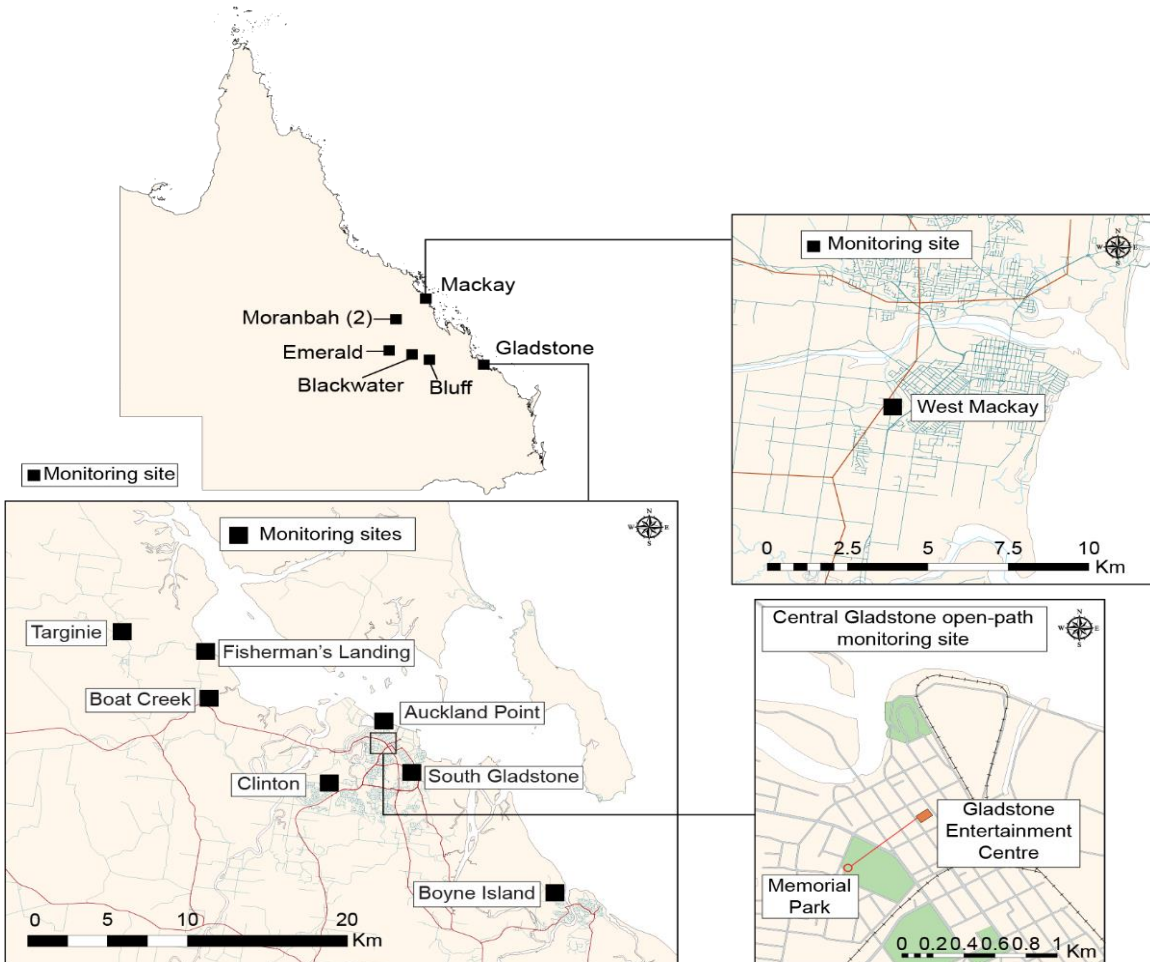 Mackay
Moranbah (2)
Emerald
Blackwater
Bluff
Gladstone
Monitoring site
Monitoring site
N
W E
S
West Mackay
0 2.5 5 7.5 10
Km
Monitoring sites
N
W E
S
Targinie
Fisherman's Landing
Boat Creek
Auckland Point
Clinton
South Gladstone
Boyne Island
0 5 10 20
Km
Central Gladstone open-path
monitoring site
N
W E
S
Gladstone
Entertainment
Centre
Memorial
Park
0 0.20.40.60.8 1 Km